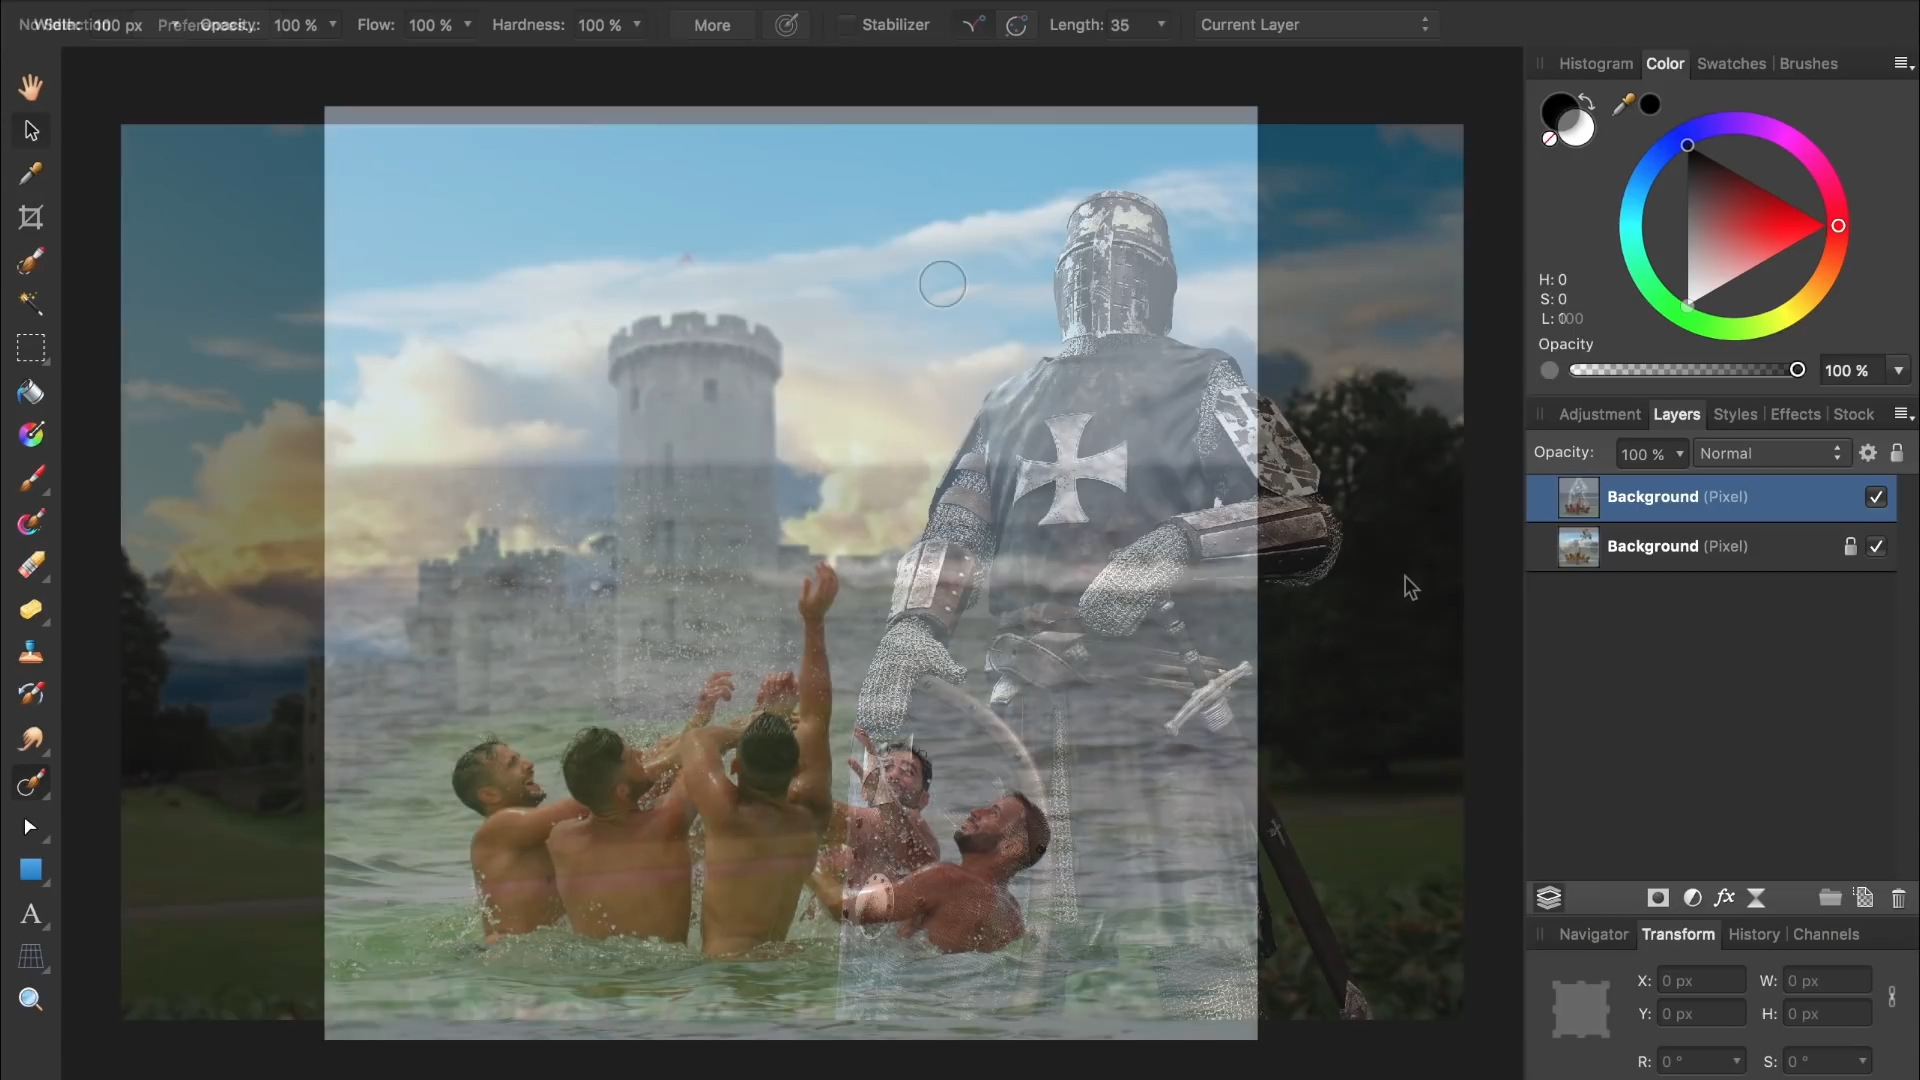 100 px Opacity: 100 % Flow: 100 % Hardness: 100 % More Stabilizer Length: 35 Current Layer
Histogram Color Swatches Brushes
H: 0
S: 0
L:
Opacity
100 %
Adjustment Layers Styles Effects Stock
Opacity: 100 % Normal
Background (Pixel)
Background (Pixel)
fx
Navigator Transform History Channels
X: 0 px W: 0 px
Y: 0 px H: 0 px
R: 0 ° S: 0 °
A